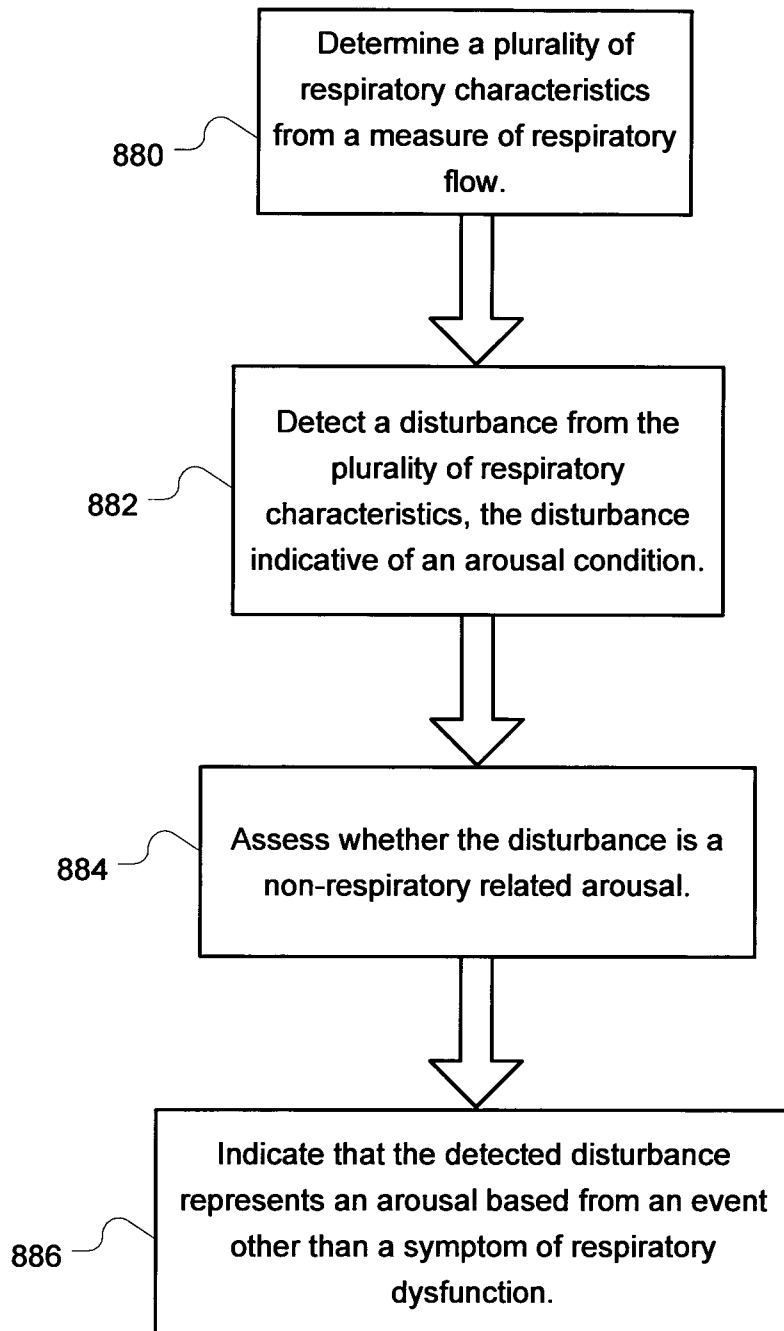 Determine a plurality of
respiratory characteristics
from a measure of respiratory
flow.
880
Detect a disturbance from the
plurality of respiratory
characteristics, the disturbance
indicative of an arousal condition.
882
Assess whether the disturbance is a
non-respiratory related arousal.
884
Indicate that the detected disturbance
represents an arousal based from an event
other than a symptom of respiratory
dysfunction.
886